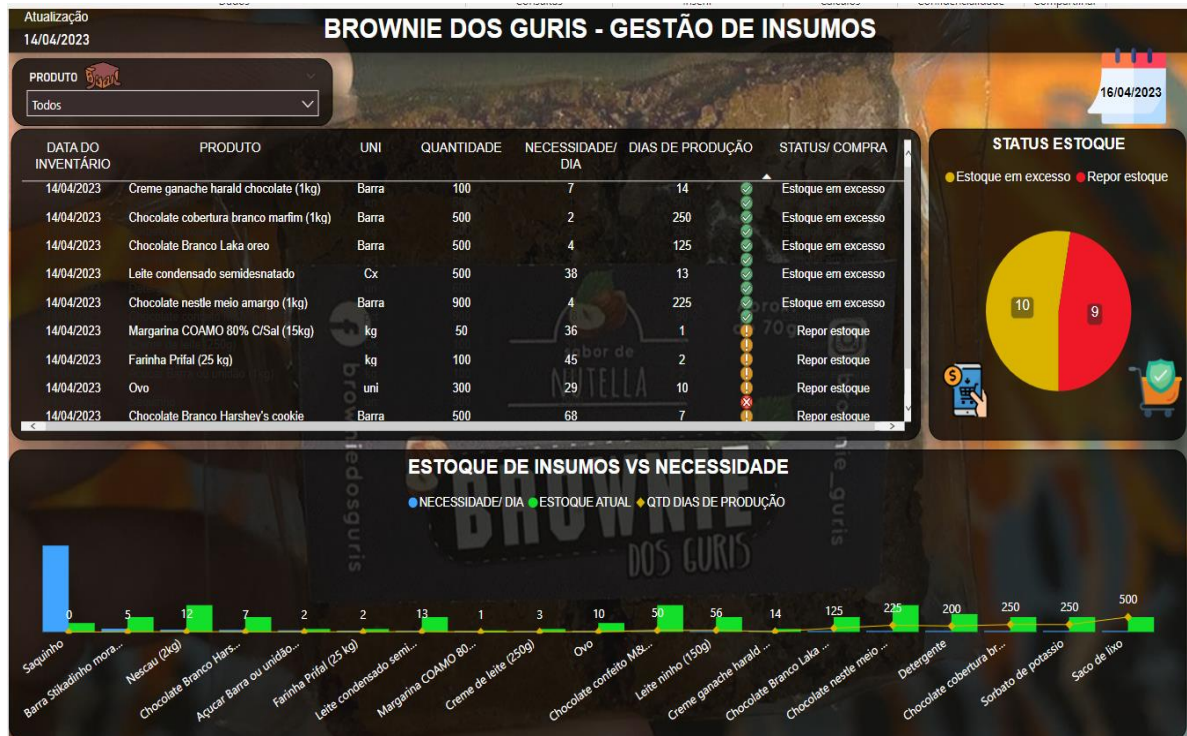 Atualização
14/04/2023
BROWNIE DOS GURIS - GESTÃO DE INSUMOS
PRODUTO
Todos
16/04/2023
DATA DO INVENTÁRIO PRODUTO UNI QUANTIDADE NECESSIDADE/ DIA DIAS DE PRODUÇÃO STATUS/ COMPRA
14/04/2023 Creme ganache harald chocolate (1kg) Barra 100 7 14 Estoque em excesso
14/04/2023 Chocolate cobertura branco marfim (1kg) Barra 500 2 250 Estoque em excesso
14/04/2023 Chocolate Branco Laka oreo Barra 500 4 125 Estoque em excesso
14/04/2023 Leite condensado semidesnatado Cx 500 38 13 Estoque em excesso
14/04/2023 Chocolate nestle meio amargo (1kg) Barra 900 4 225 Estoque em excesso
14/04/2023 Margarina COAMO 80% C/Sal (15kg) kg 50 36 1 Repor estoque
14/04/2023 Farinha Prifal (25 kg) kg 100 45 2 Repor estoque
14/04/2023 Ovo uni 300 29 10 Repor estoque
14/04/2023 Chocolate Branco Harshey's cookie Barra 500 68 7 Repor estoque
STATUS ESTOQUE
Estoque em excesso Repor estoque
10 9
sabor de
NUTELLA
browniedosguris
BROWNIE
DOS GURIS
ESTOQUE DE INSUMOS VS NECESSIDADE
NECESSIDADE/ DIA ESTOQUE ATUAL QTD DIAS DE PRODUÇÃO
0 5 12 7 2 2 13 1 3 10 50 56 14 125 225 200 250 250 500
Saquinho
Barra Stikadinho mora...
Nescau (2kg)
Chocolate Branco Hars...
Açucar Barra ou unidão...
Farinha Prifal (25 kg)
Leite condensado semi...
Margarina COAMO 80...
Creme de leite (250g)
Ovo
Chocolate confeito M&...
Leite ninho (150g)
Creme ganache harald ...
Chocolate Branco Laka ...
Chocolate nestle meio ...
Detergente
Chocolate cobertura br...
Sorbato de potassio
Saco de lixo